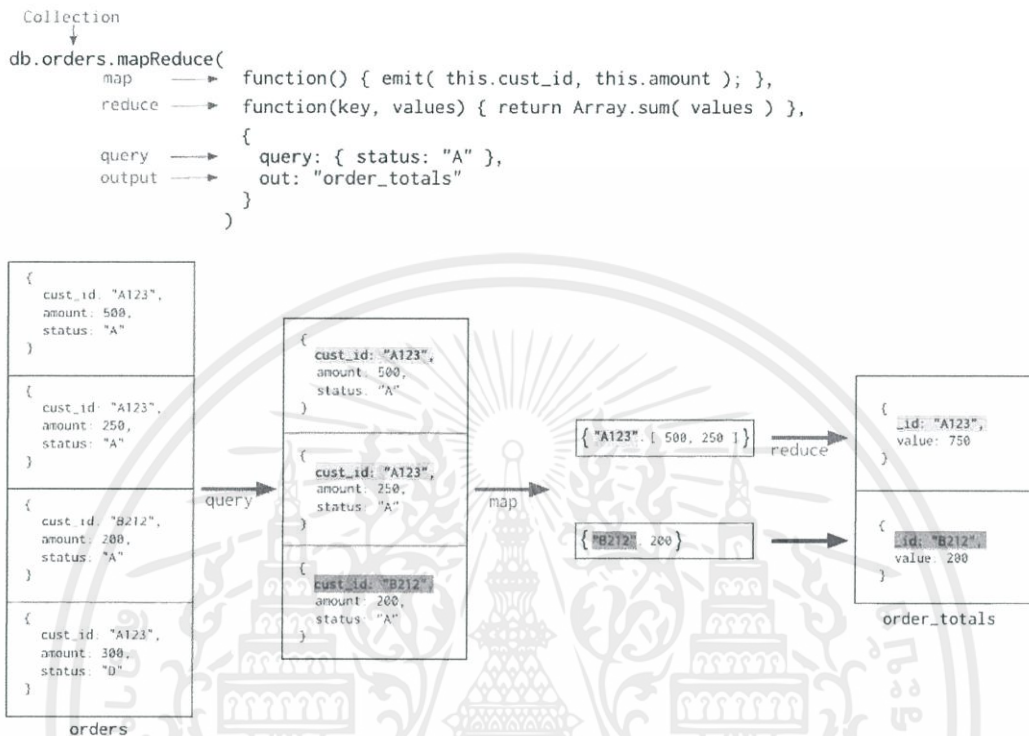 Collection
db.orders.mapReduce(
map
function() { emit( this.cust_id, this.amount ); },
reduce
function(key, values) { return Array.sum( values ) },
{
query
query: { status: "A" },
output
out: "order_totals"
}
)
{
cust_id: "A123",
amount: 500,
status: "A"
}
{
cust_id: "A123",
amount: 250,
status: "A"
}
{
cust_id: "B212",
amount: 200,
status: "A"
}
{
cust_id: "A123",
amount: 300,
status: "D"
}
orders
query
{
cust_id: "A123",
amount: 500,
status: "A"
}
{
cust_id: "A123",
amount: 250,
status: "A"
}
{
cust_id: "B212",
amount: 200,
status: "A"
}
map
{ "A123": [ 500, 250 ] }
{ "B212": 200 }
reduce
{
_id: "A123",
value: 750
}
{
_id: "B212",
value: 200
}
order_totals